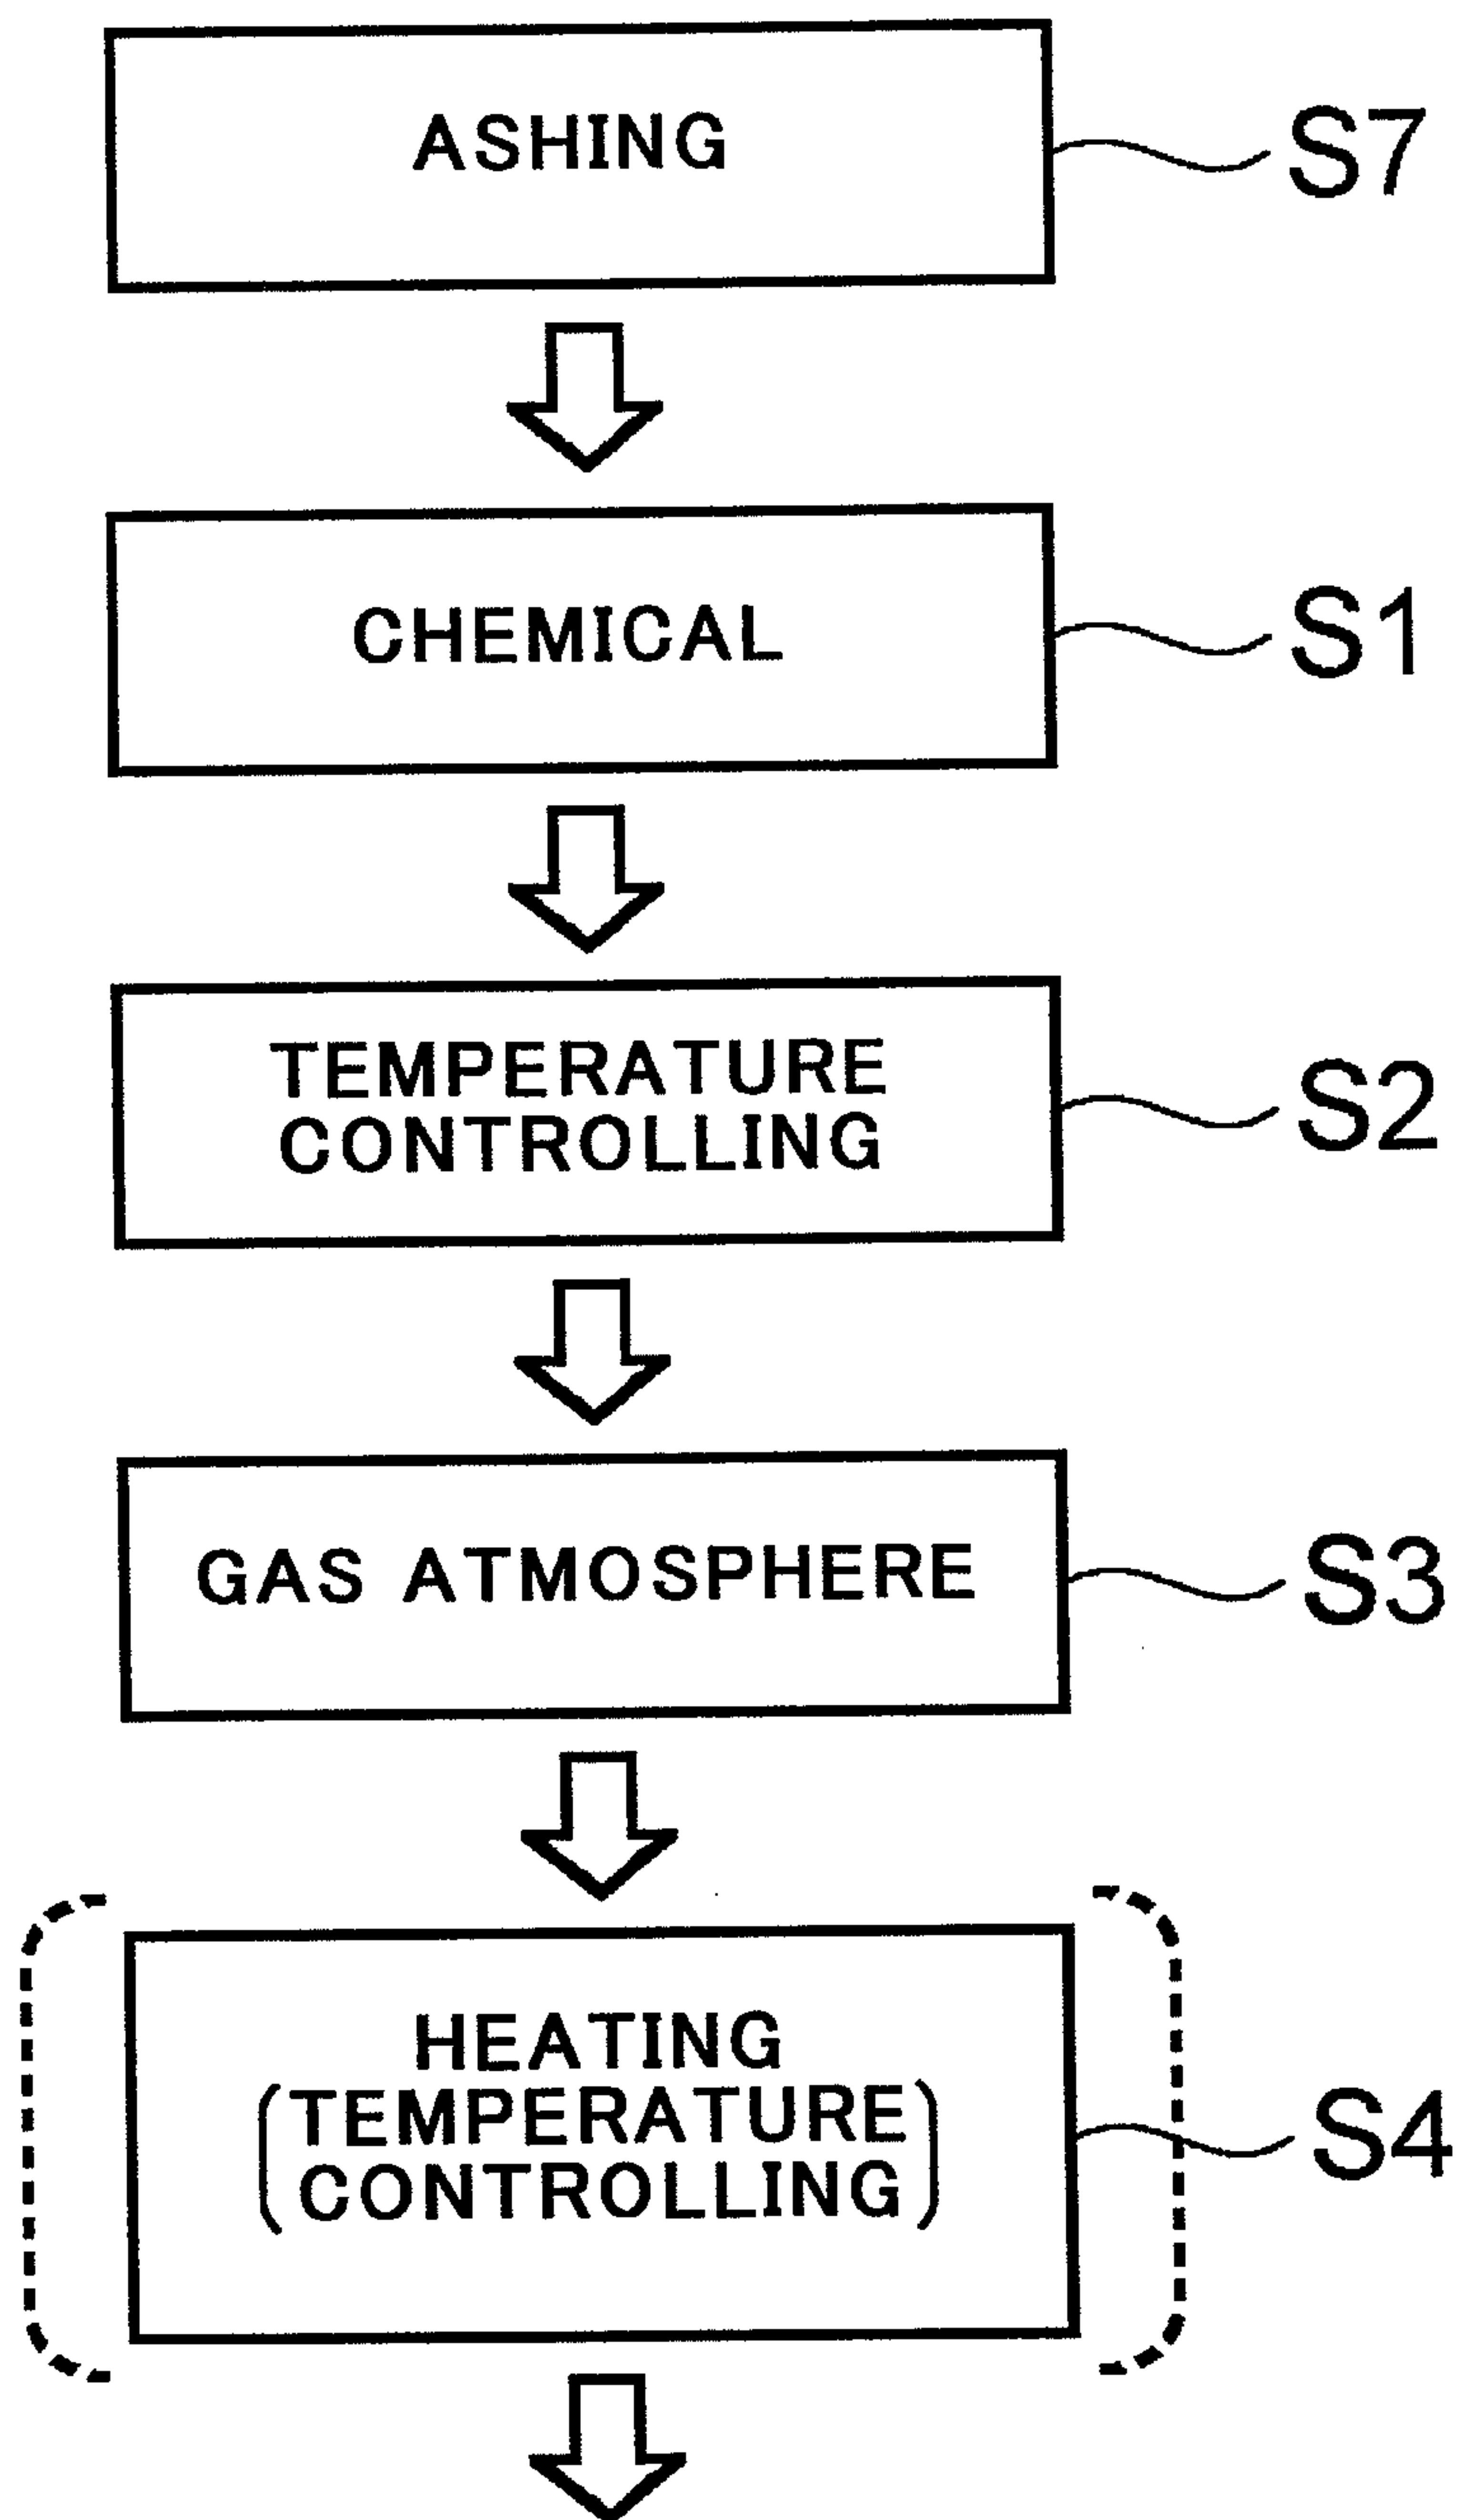 ASHING
S7
CHEMICAL
S1
TEMPERATURE
CONTROLLING
S2
GAS ATMOSPHERE
S3
HEATING
(TEMPERATURE
CONTROLLING)
S4